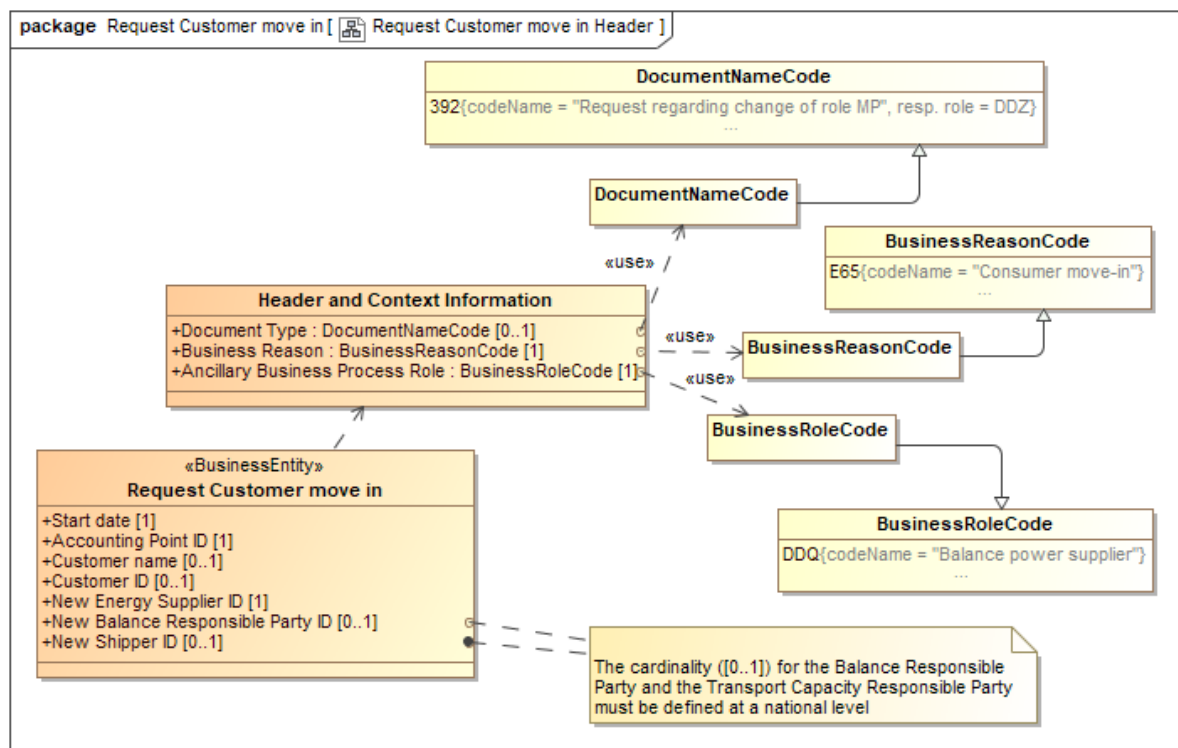 package Request Customer move in [ Request Customer move in Header ]
DocumentNameCode
392{codeName = "Request regarding change of role MP", resp. role = DDZ}
...
DocumentNameCode
BusinessReasonCode
E65{codeName = "Consumer move-in"}
...
«use»
Header and Context Information
+Document Type : DocumentNameCode [0..1]
+Business Reason : BusinessReasonCode [1]
+Ancillary Business Process Role : BusinessRoleCode [1]
«use»
BusinessReasonCode
«use»
BusinessRoleCode
«BusinessEntity»
Request Customer move in
+Start date [1]
+Accounting Point ID [1]
+Customer name [0..1]
+Customer ID [0..1]
+New Energy Supplier ID [1]
+New Balance Responsible Party ID [0..1]
+New Shipper ID [0..1]
BusinessRoleCode
DDQ{codeName = "Balance power supplier"}
...
The cardinality ([0..1]) for the Balance Responsible
Party and the Transport Capacity Responsible Party
must be defined at a national level